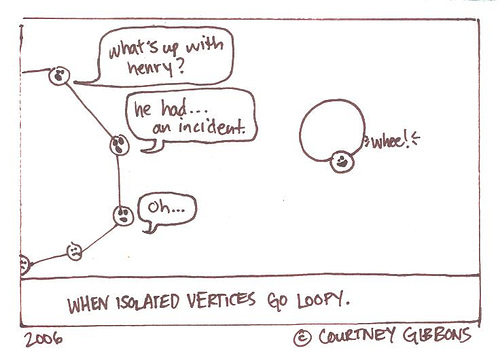 what's up with
henry?
he had...
an incident.
oh...
whee!
WHEN ISOLATED VERTICES GO LOOPY.
2006
© COURTNEY GIBBONS